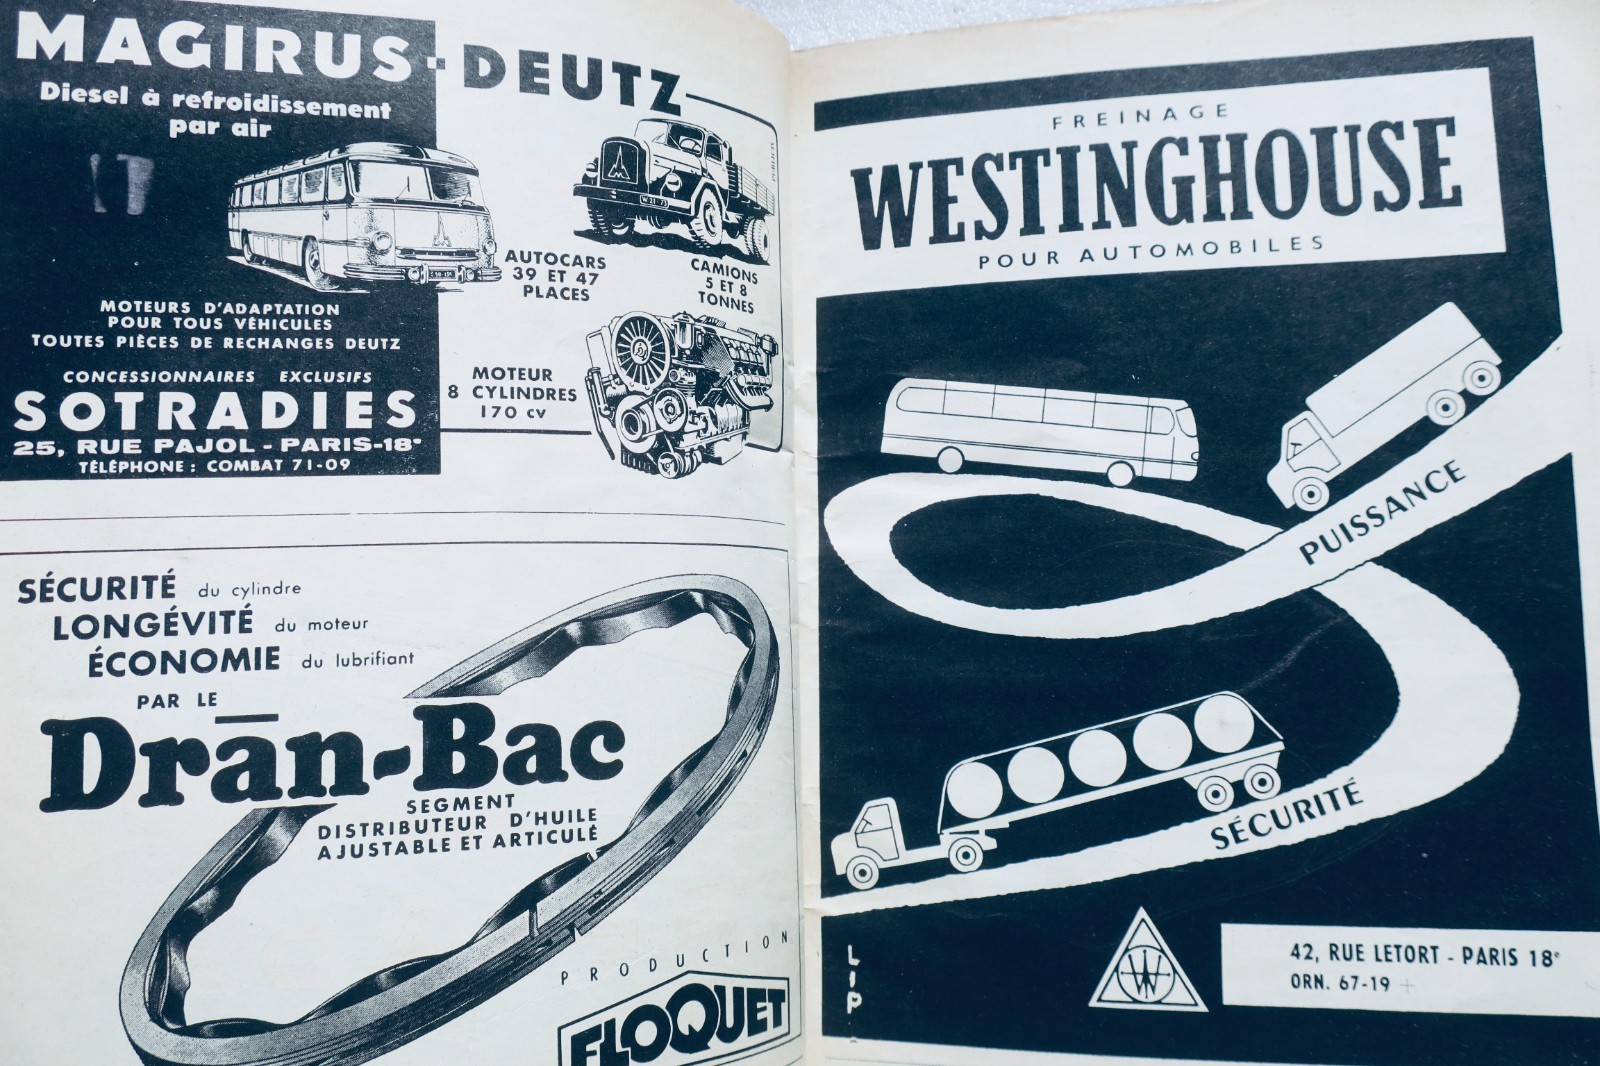 MAGIRUS-DEUTZ
Diesel à refroidissement
par air
AUTOCARS
39 ET 47
PLACES
CAMIONS
5 ET 8
TONNES
MOTEURS D'ADAPTATION
POUR TOUS VÉHICULES
TOUTES PIÈCES DE RECHANGES DEUTZ
MOTEUR
8 CYLINDRES
170 CV
CONCESSIONNAIRES EXCLUSIFS
SOTRADIES
25, RUE PAJOL - PARIS-18e
TÉLÉPHONE : COMBAT 71-09
SÉCURITÉ du cylindre
LONGÉVITÉ du moteur
ÉCONOMIE du lubrifiant
PAR LE
Drān-Bac
SEGMENT
DISTRIBUTEUR D'HUILE
AJUSTABLE ET ARTICULÉ
PRODUCTION
FLOQUET
FREINAGE
WESTINGHOUSE
POUR AUTOMOBILES
PUISSANCE
SÉCURITÉ
LIP
W
42, RUE LETORT - PARIS 18e
ORN. 67-19